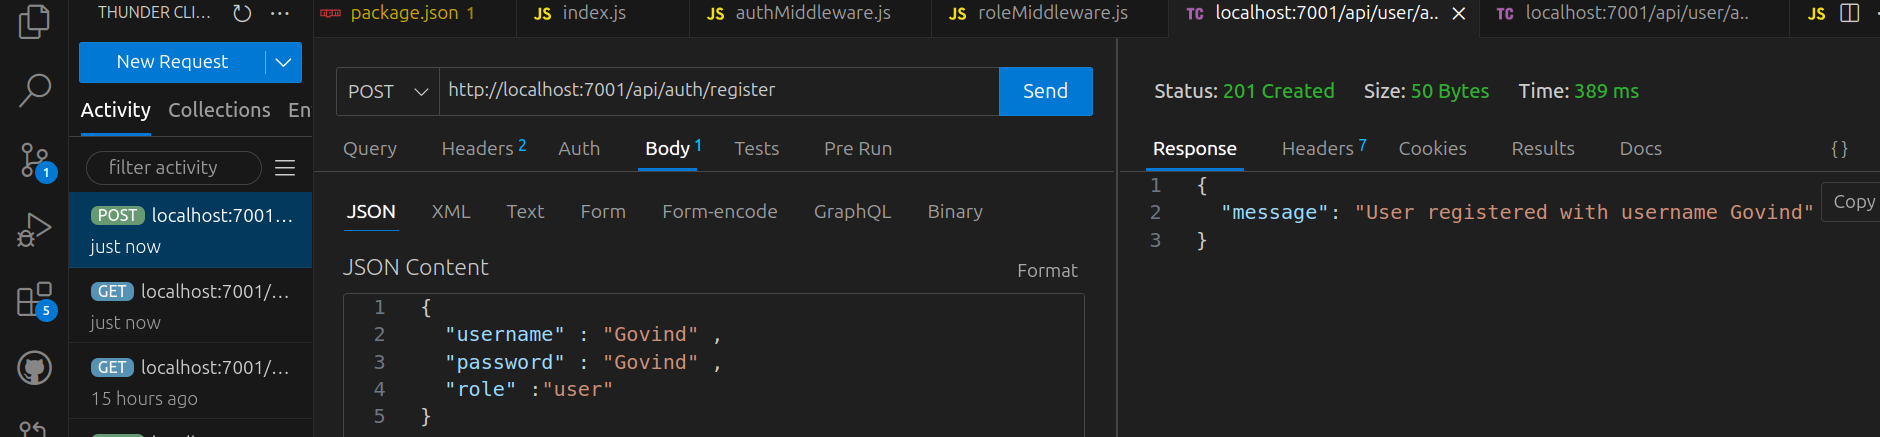 THUNDER CLI...
package.json 1
JS index.js
JS authMiddleware.js
JS roleMiddleware.js
TC localhost:7001/api/user/a..
TC localhost:7001/api/user/a..
JS
New Request
Activity Collections En
filter activity
POST localhost:7001...
just now
GET localhost:7001/...
just now
GET localhost:7001/...
15 hours ago
1
5
POST http://localhost:7001/api/auth/register Send
Query Headers 2 Auth Body 1 Tests Pre Run
JSON XML Text Form Form-encode GraphQL Binary
JSON Content Format
1 {
2 "username" : "Govind" ,
3 "password" : "Govind" ,
4 "role" :"user"
5 }
Status: 201 Created Size: 50 Bytes Time: 389 ms
Response Headers 7 Cookies Results Docs { }
1 {
2 "message": "User registered with username Govind"
3 }
Copy